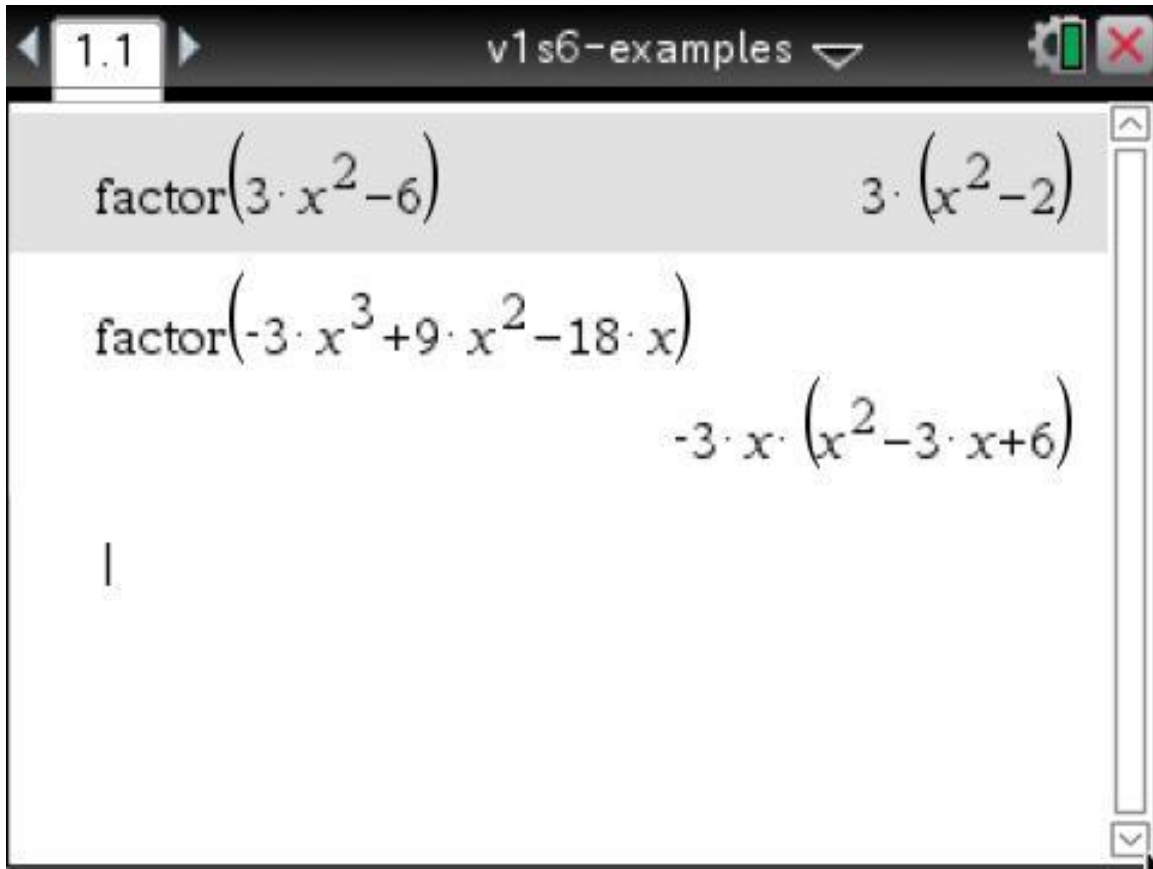 1.1 v1s6-examples
factor(3·x²-6) 3·(x²-2)
factor(-3·x³+9·x²-18·x)
-3·x·(x²-3·x+6)